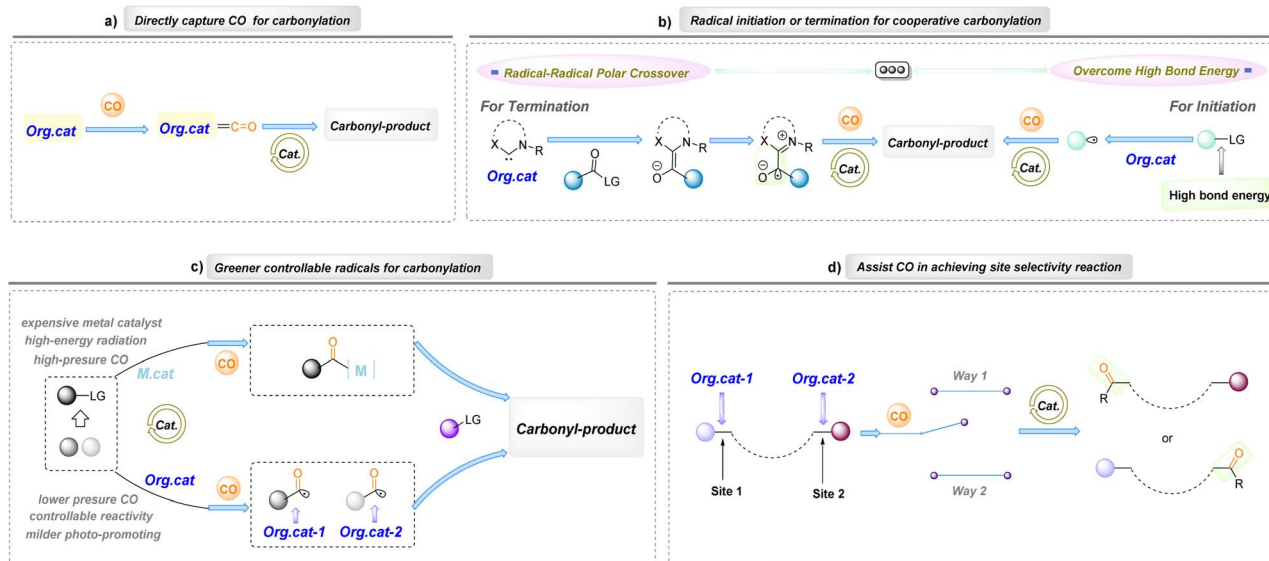 a) Directly capture CO for carbonylation
Org.cat
CO
Org.cat =C=O
Cat.
Carbonyl-product
b) Radical initiation or termination for cooperative carbonylation
Radical-Radical Polar Crossover
Overcome High Bond Energy
For Termination
For Initiation
X N-R
Org.cat
O
LG
X N-R
⊖
O
X ⊕ N-R
⊖
O
CO
Cat.
Carbonyl-product
CO
Cat.
Org.cat
LG
High bond energy
c) Greener controllable radicals for carbonylation
expensive metal catalyst
high-energy radiation
high-presure CO
M.cat
CO
O
M
LG
Cat.
LG
Carbonyl-product
Org.cat
CO
O
O
lower presure CO
controllable reactivity
milder photo-promoting
Org.cat-1
Org.cat-2
d) Assist CO in achieving site selectivity reaction
Org.cat-1
Org.cat-2
Site 1
Site 2
CO
Way 1
Way 2
Cat.
O
R
or
O
R